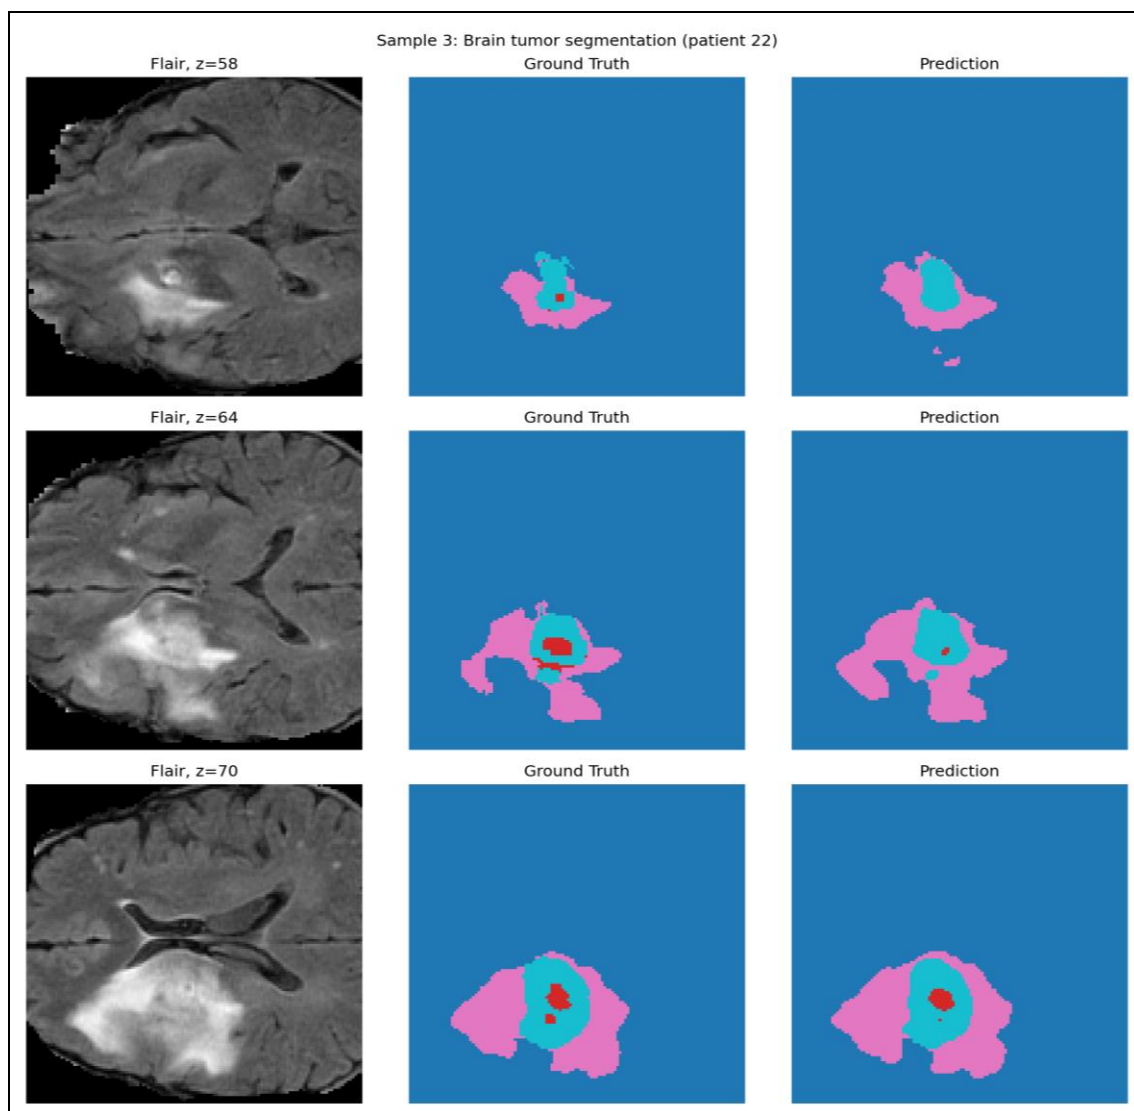 Sample 3: Brain tumor segmentation (patient 22)
Flair, z=58 Ground Truth Prediction
Flair, z=64 Ground Truth Prediction
Flair, z=70 Ground Truth Prediction